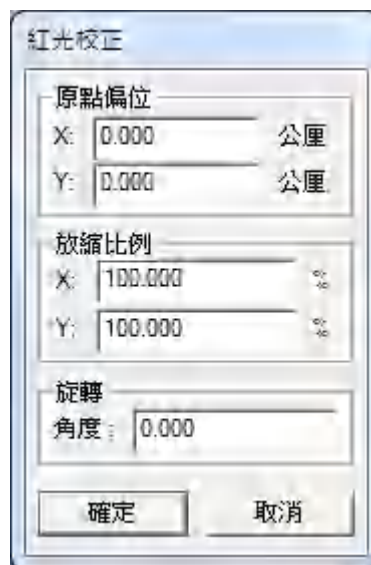 紅光校正
原點偏位
X: 0.000 公厘
Y: 0.000 公厘
放縮比例
X: 100.000 %
Y: 100.000 %
旋轉
角度： 0.000
確定 取消